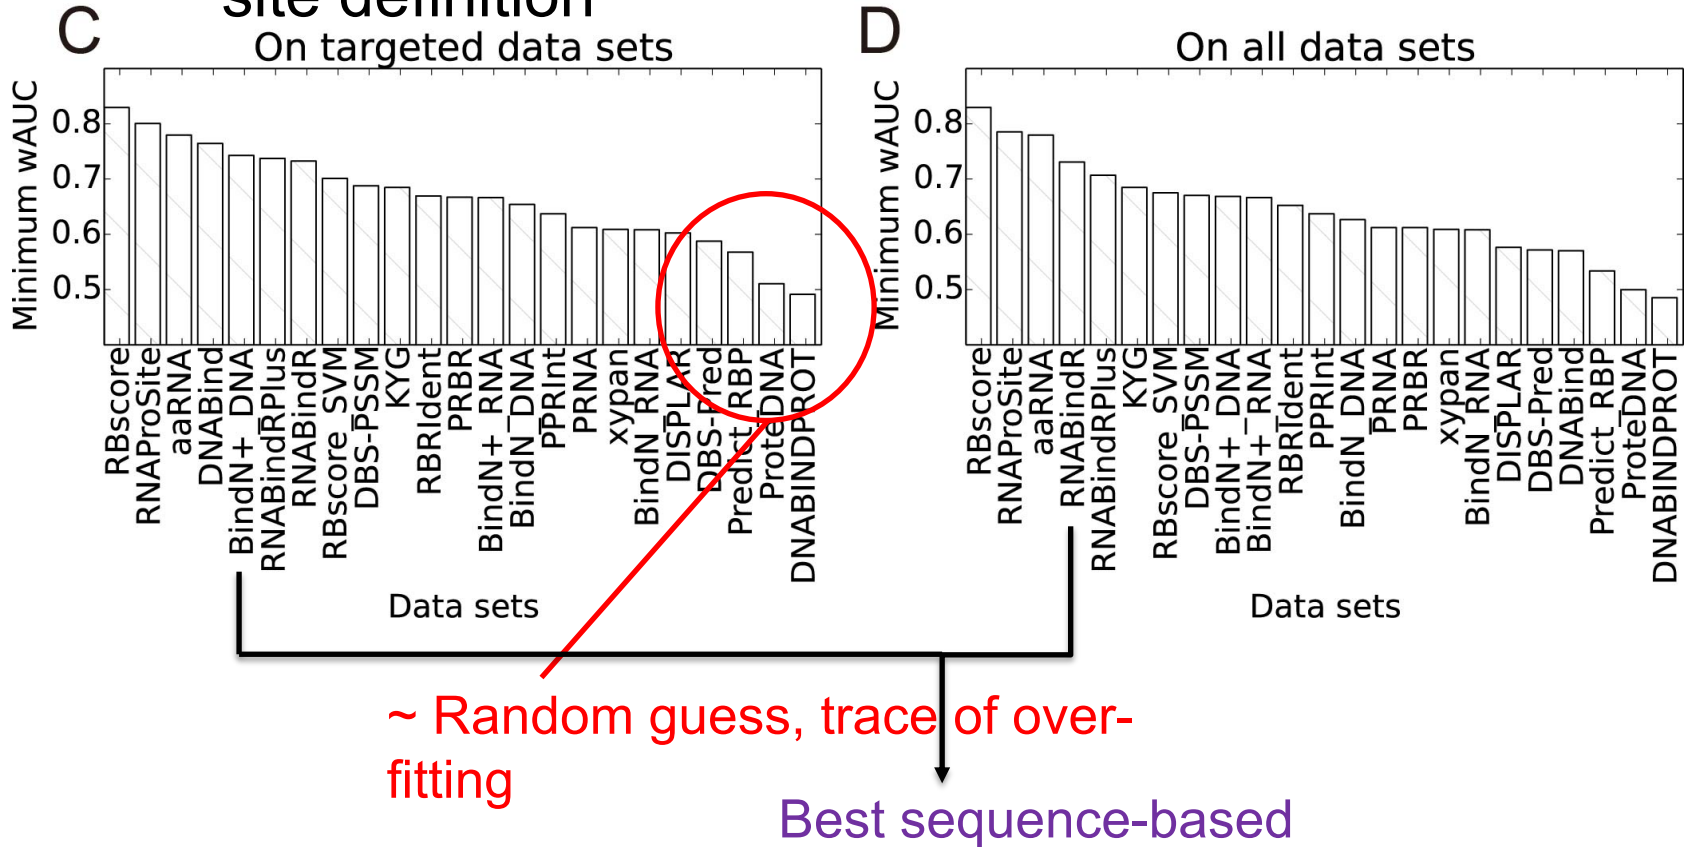 site definition
C
On targeted data sets
Minimum wAUC
0.8
0.7
0.6
0.5
RBscore
RNAProSite
aaRNA
DNABind
BindN+_DNA
RNABindRPlus
RNABindR
RBscore_SVM
DBS-PSSM
KYG
RBRIdent
PRBR
BindN+_RNA
BindN_DNA
PPRInt
PRNA
xypan
BindN_RNA
DISPLAR
DBS-Pred
Predict_RBP
ProteDNA
DNABINDPROT
Data sets
D
On all data sets
Minimum wAUC
0.8
0.7
0.6
0.5
RBscore
RNAProSite
aaRNA
RNABindR
RNABindRPlus
KYG
RBscore_SVM
DBS-PSSM
BindN+_DNA
BindN+_RNA
RBRIdent
PPRInt
BindN_DNA
PRNA
PRBR
xypan
BindN_RNA
DISPLAR
DBS-Pred
DNABind
Predict_RBP
ProteDNA
DNABINDPROT
Data sets
~ Random guess, trace of over-
fitting
Best sequence-based